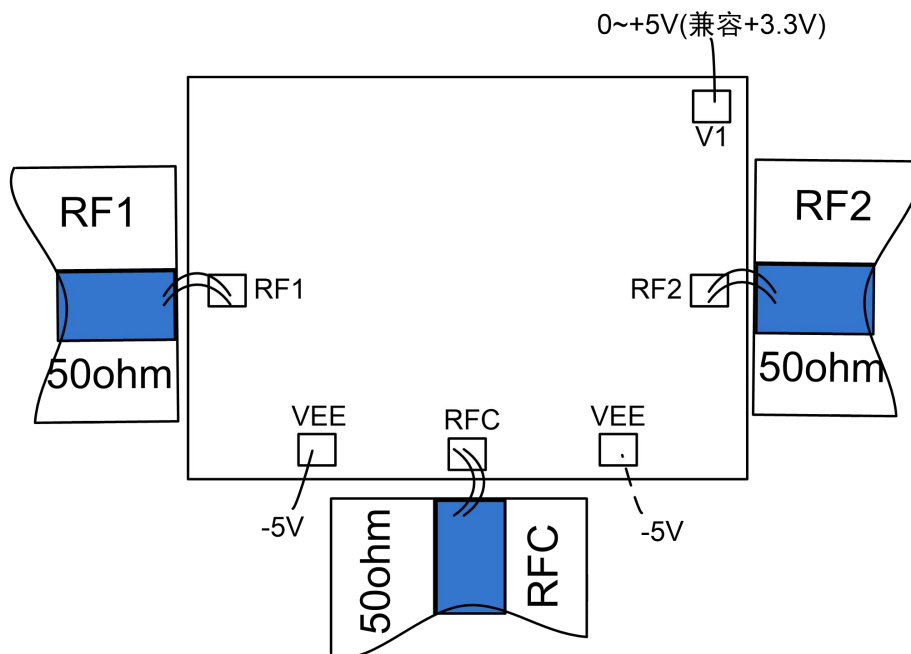 0~+5V(兼容+3.3V)
V1
RF1
RF2
RF1
RF2
50ohm
50ohm
VEE
RFC
VEE
-5V
-5V
50ohm
RFC